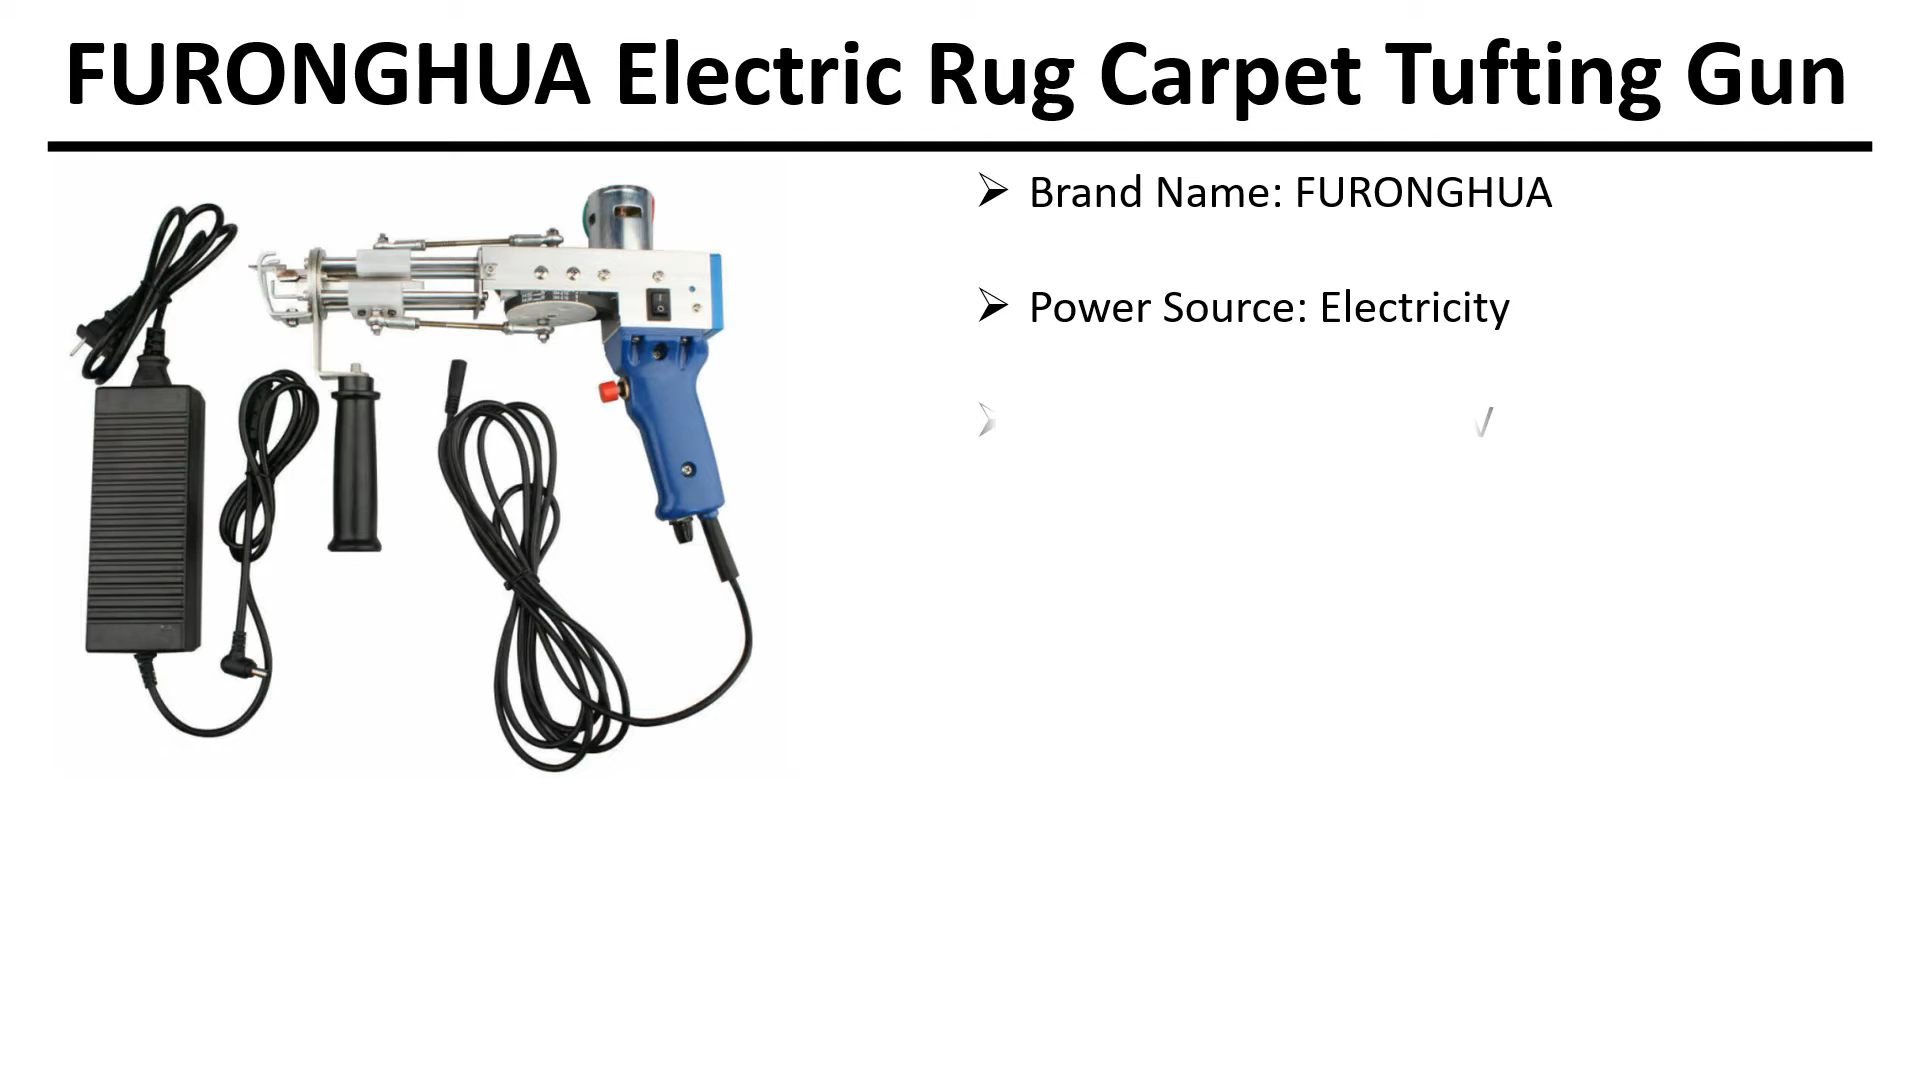 FURONGHUA Electric Rug Carpet Tufting Gun
Brand Name: FURONGHUA
Power Source: Electricity